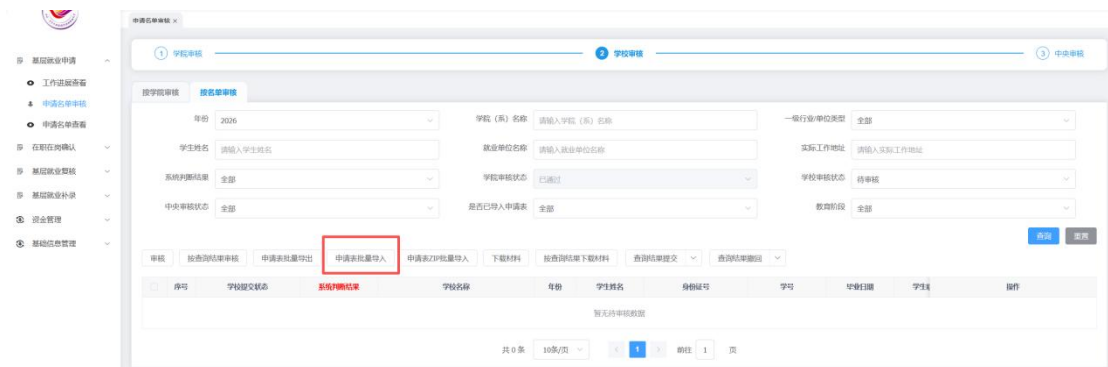 申请名单审核 ×
1 学院审核 2 学校审核 3 中央审核
基层就业申请
工作进展查看
申请名单审核
申请名单查看
在职在岗确认
基层就业复核
基层就业补录
资金管理
基础信息管理
按学院审核 按名单审核
年份 2026 学院（系）名称 请输入学院（系）名称 一级行业/单位类型 全部
学生姓名 请输入学生姓名 就业单位名称 请输入就业单位名称 实际工作地址 请输入实际工作地址
系统判断结果 全部 学院审核状态 已通过 学校审核状态 待审核
中央审核状态 全部 是否已导入申请表 全部 教育阶段 全部
查询 重置
审核 按查询结果审核 申请表批量导出 申请表批量导入 申请表ZIP批量导入 下载材料 按查询结果下载材料 查询结果提交 查询结果撤回
序号 学校提交状态 系统判断结果 学校名称 年份 学生姓名 身份证号 学号 毕业日期 学生 操作
暂无待审核数据
共 0 条 10条/页 < 1 > 前往 1 页